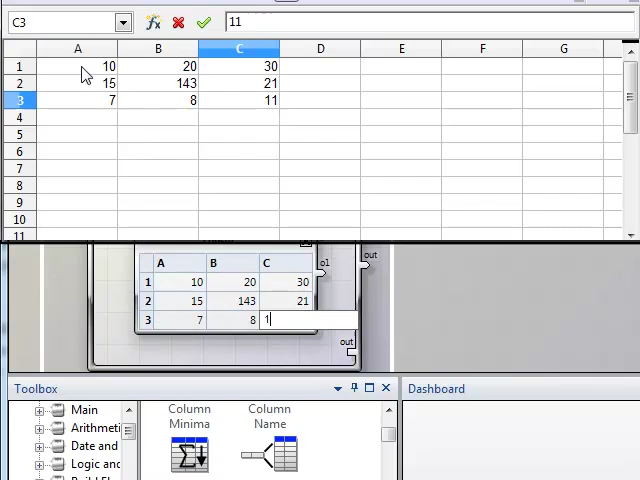 C3 11
A B C D E F G
1 10 20 30
2 15 143 21
3 7 8 11
4
5
6
7
8
9
10
11
A B C o1 out
1 10 20 30
2 15 143 21
3 7 8 1
out
Toolbox Dashboard
Main Column Column
Arithmeti Minima Name
Date and
Logic and